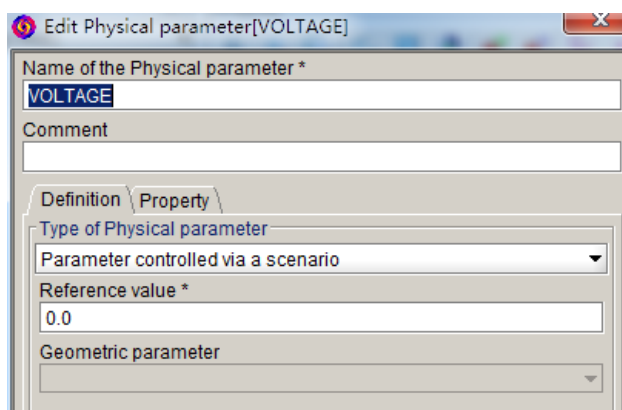 Edit Physical parameter[VOLTAGE]
Name of the Physical parameter *
VOLTAGE
Comment
Definition Property
Type of Physical parameter
Parameter controlled via a scenario
Reference value *
0.0
Geometric parameter